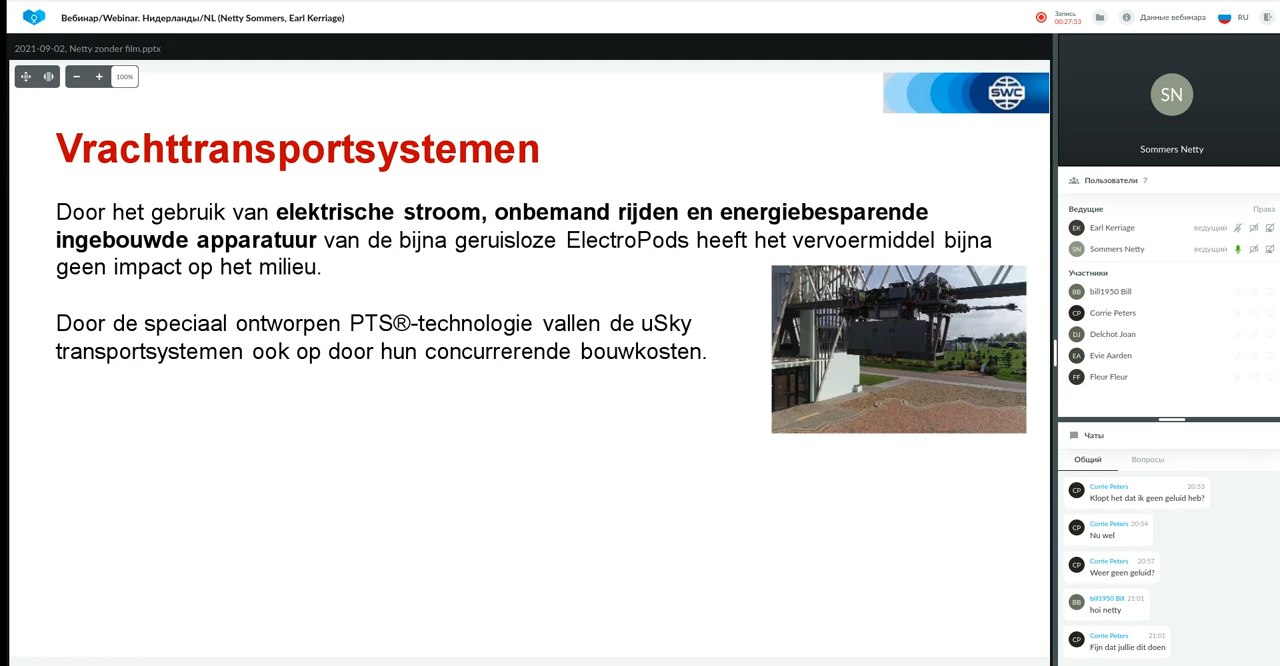 Вебинар/Webinar. Нидерланды/NL (Netty Sommers, Earl Kerriage)
Запись
00:27:33
Данные вебинара
RU
2021-09-02, Netty zonder film.pptx
100%
SWC
Vrachttransportsystemen
Door het gebruik van elektrische stroom, onbemand rijden en energiebesparende
ingebouwde apparatuur van de bijna geruisloze ElectroPods heeft het vervoermiddel bijna
geen impact op het milieu.
Door de speciaal ontworpen PTS®-technologie vallen de uSky
transportsystemen ook op door hun concurrerende bouwkosten.
SN
Sommers Netty
Пользователи 7
Ведущие Права
EK Earl Kerriage ведущий
SN Sommers Netty ведущий
Участники
BB bill1950 Bill
CP Corrie Peters
DJ Delchot Joan
EA Evie Aarden
FF Fleur Fleur
Чаты
Общий Вопросы
CP Corrie Peters 20:53
Klopt het dat ik geen geluid heb?
CP Corrie Peters 20:54
Nu wel
CP Corrie Peters 20:57
Weer geen geluid?
BB bill1950 Bill 21:01
hoi netty
CP Corrie Peters 21:01
Fijn dat jullie dit doen